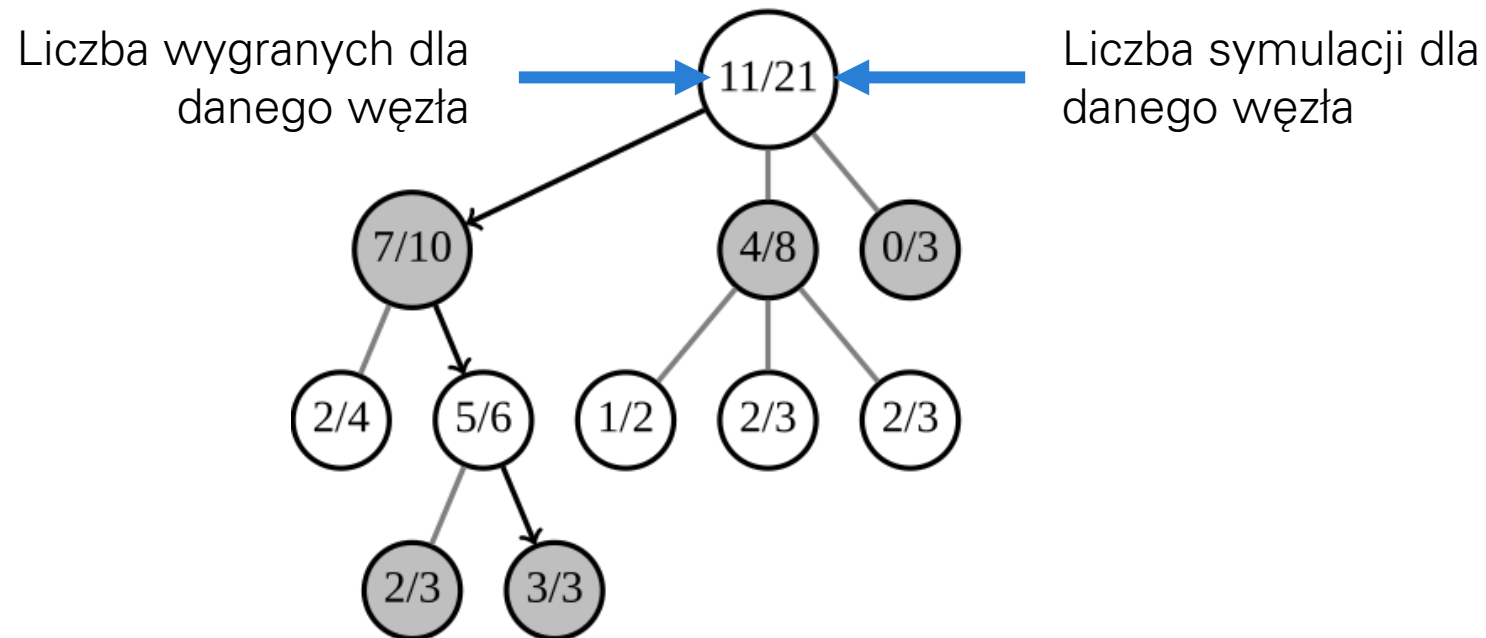 Liczba wygranych dla
danego węzła
11/21
Liczba symulacji dla
danego węzła
7/10
4/8
0/3
2/4
5/6
1/2
2/3
2/3
2/3
3/3